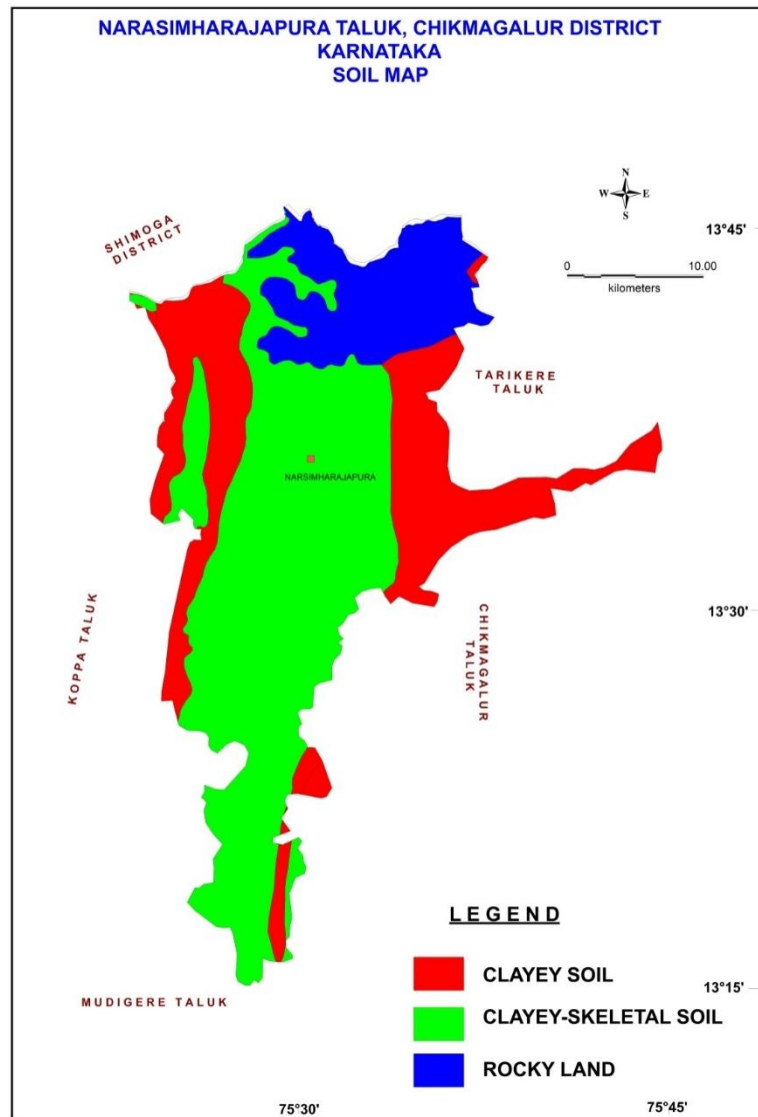 NARASIMHARAJAPURA TALUK, CHIKMAGALUR DISTRICT
KARNATAKA
SOIL MAP
N
W E
S
SHIMOGA
DISTRICT
13°45'
0 10.00
kilometers
TARIKERE
TALUK
NARSIMHARAJAPURA
KOPPA TALUK
CHIKMAGALUR
TALUK
13°30'
LEGEND
CLAYEY SOIL
CLAYEY-SKELETAL SOIL
ROCKY LAND
MUDIGERE TALUK
13°15'
75°30'
75°45'